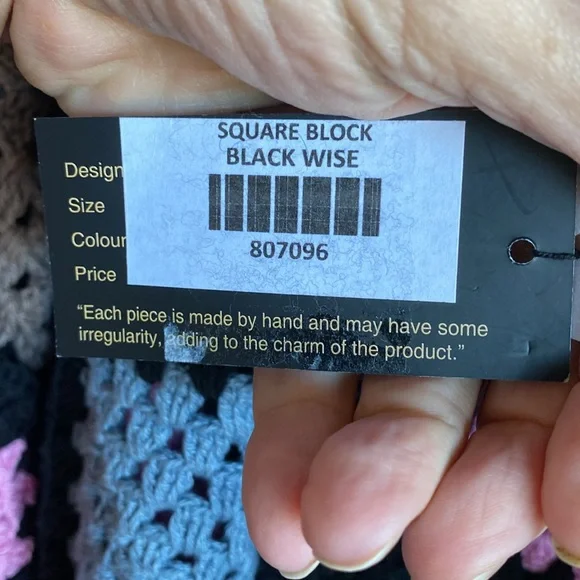 SQUARE BLOCK
BLACK WISE
807096
Design
Size
Colour
Price
“Each piece is made by hand and may have some
irregularity, adding to the charm of the product.”